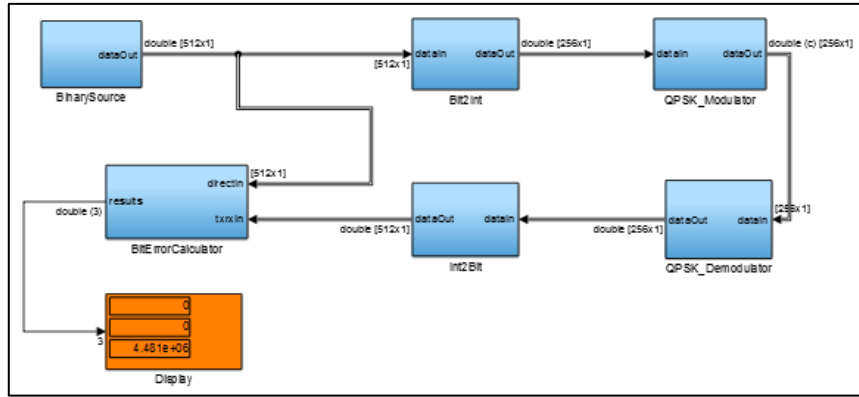 double [512x1]
dataOut
BinarySource
[512x1]
dataIn
dataOut
Bit2Int
double [256x1]
dataIn
dataOut
QPSK_Modulator
double (c) [256x1]
[512x1]
directIn
results
txrxIn
double (3)
BitErrorCalculator
double [512x1]
dataOut
dataIn
Int2Bit
double [256x1]
dataOut
dataIn
[256x1]
QPSK_Demodulator
0
0
4.481e+06
3
Display